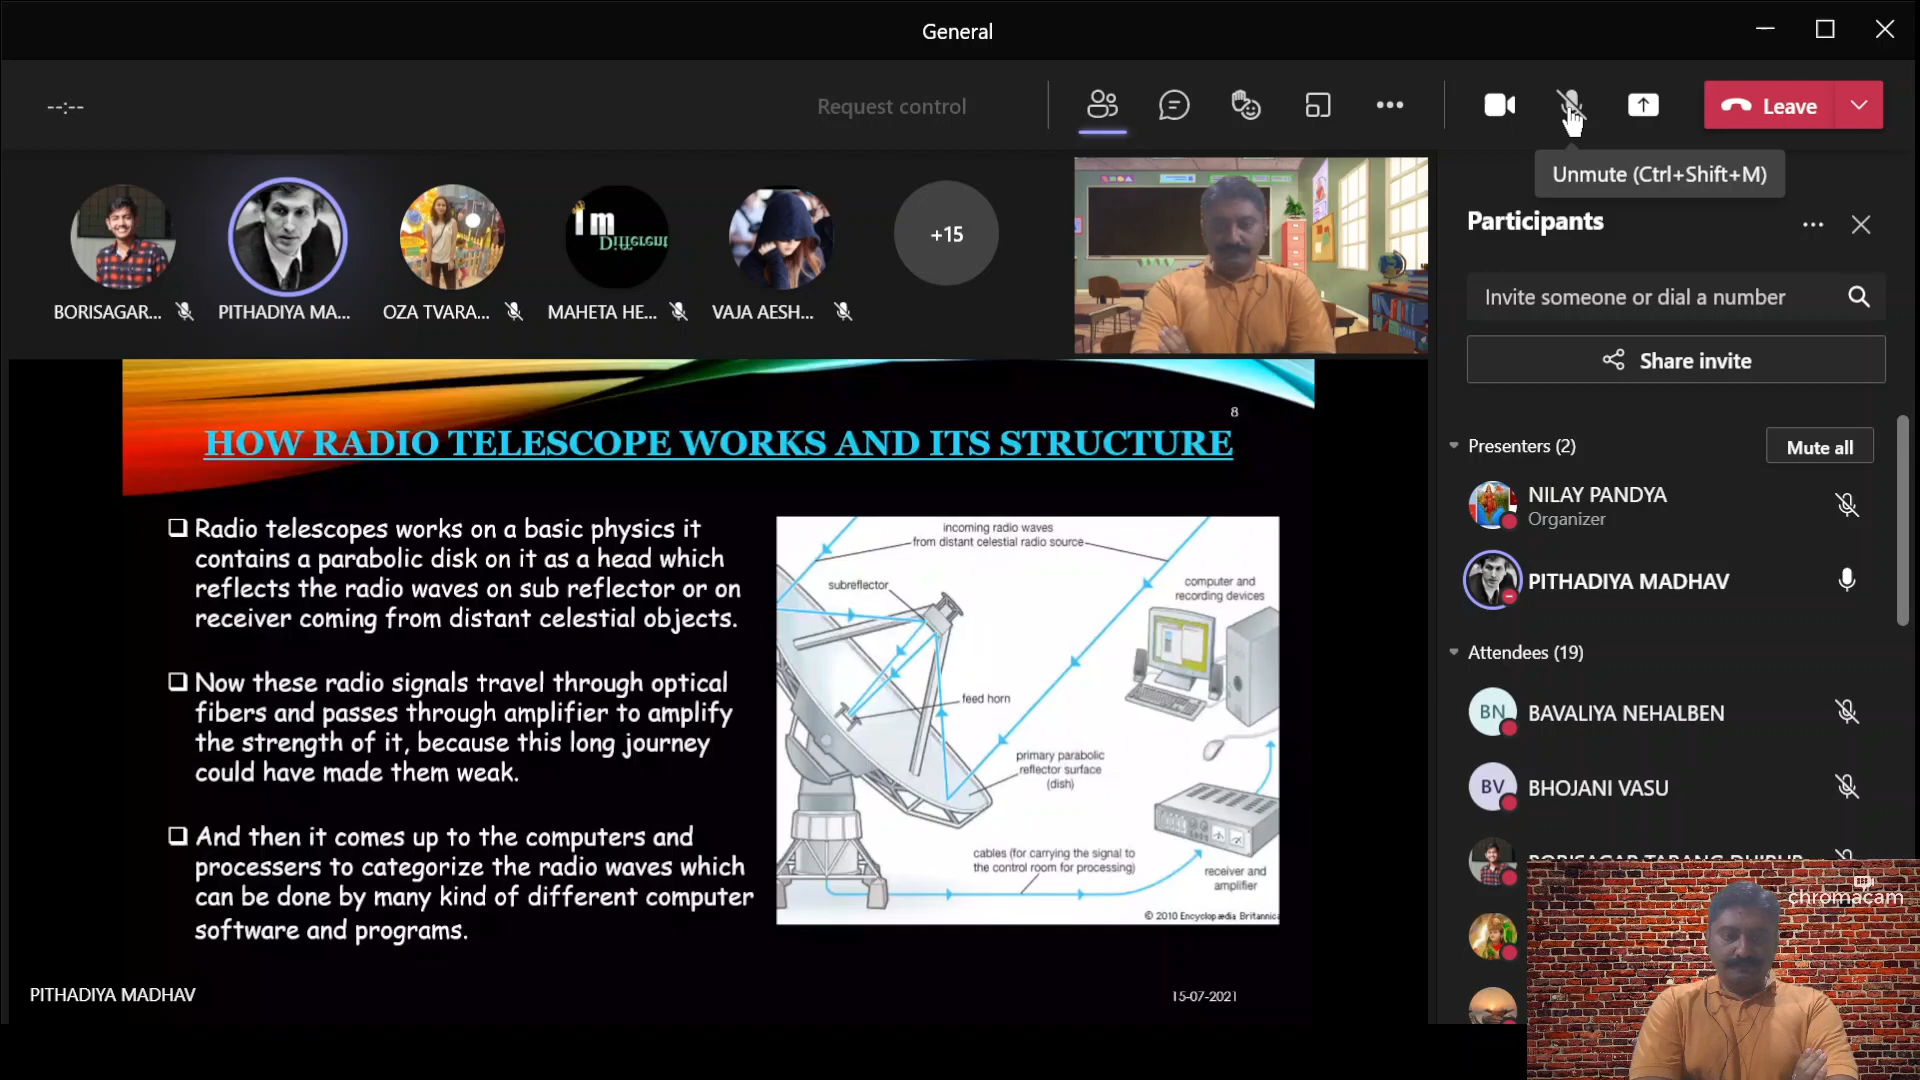 General
--:--
Request control
Leave
Unmute (Ctrl+Shift+M)
BORISAGAR...
PITHADIYA MA...
OZA TVARA...
I m
Different
MAHETA HE...
VAJA AESH...
+15
Participants
Invite someone or dial a number
Share invite
Presenters (2)
Mute all
NILAY PANDYA
Organizer
PITHADIYA MADHAV
Attendees (19)
BN
BAVALIYA NEHALBEN
BV
BHOJANI VASU
chromacam
8
HOW RADIO TELESCOPE WORKS AND ITS STRUCTURE
❑ Radio telescopes works on a basic physics it
contains a parabolic disk on it as a head which
reflects the radio waves on sub reflector or on
receiver coming from distant celestial objects.
❑ Now these radio signals travel through optical
fibers and passes through amplifier to amplify
the strength of it, because this long journey
could have made them weak.
❑ And then it comes up to the computers and
processers to categorize the radio waves which
can be done by many kind of different computer
software and programs.
incoming radio waves
from distant celestial radio source
subreflector
computer and
recording devices
feed horn
primary parabolic
reflector surface
(dish)
cables (for carrying the signal to
the control room for processing)
receiver and
amplifier
© 2010 Encyclopædia Britannica
PITHADIYA MADHAV
15-07-2021